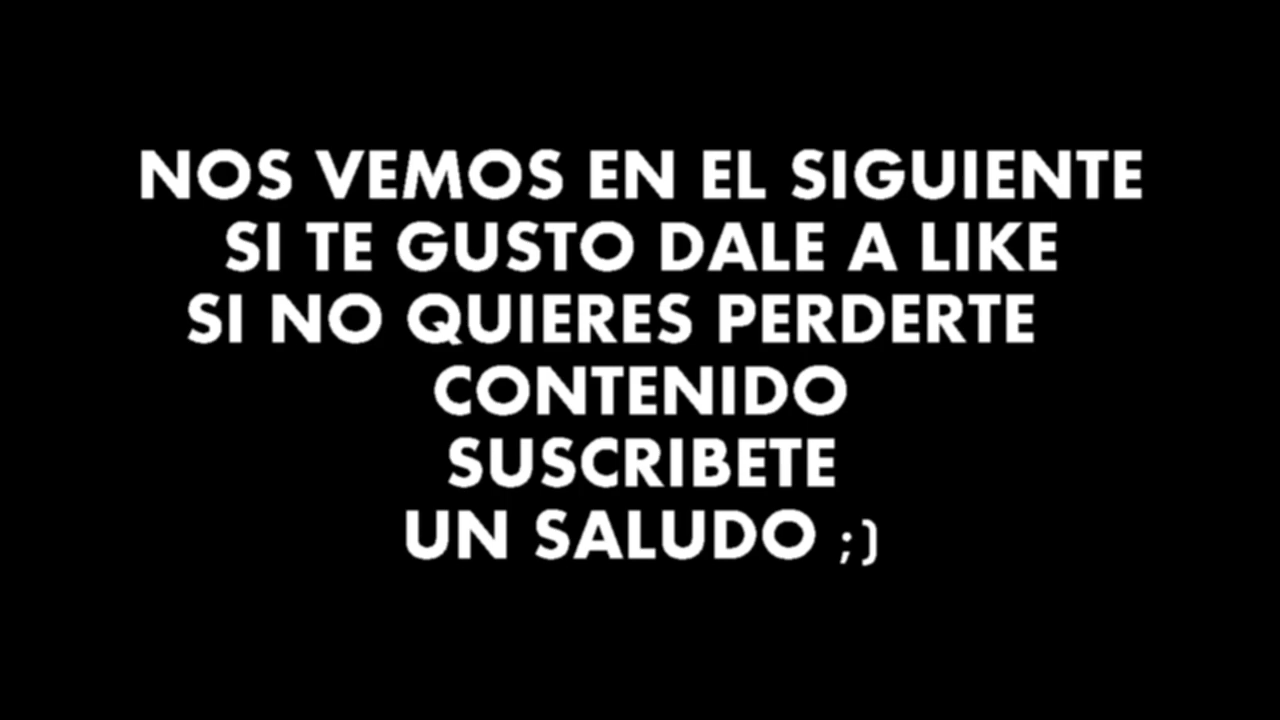 NOS VEMOS EN EL SIGUIENTE
SI TE GUSTO DALE A LIKE
SI NO QUIERES PERDERTE
CONTENIDO
SUSCRIBETE
UN SALUDO ;)